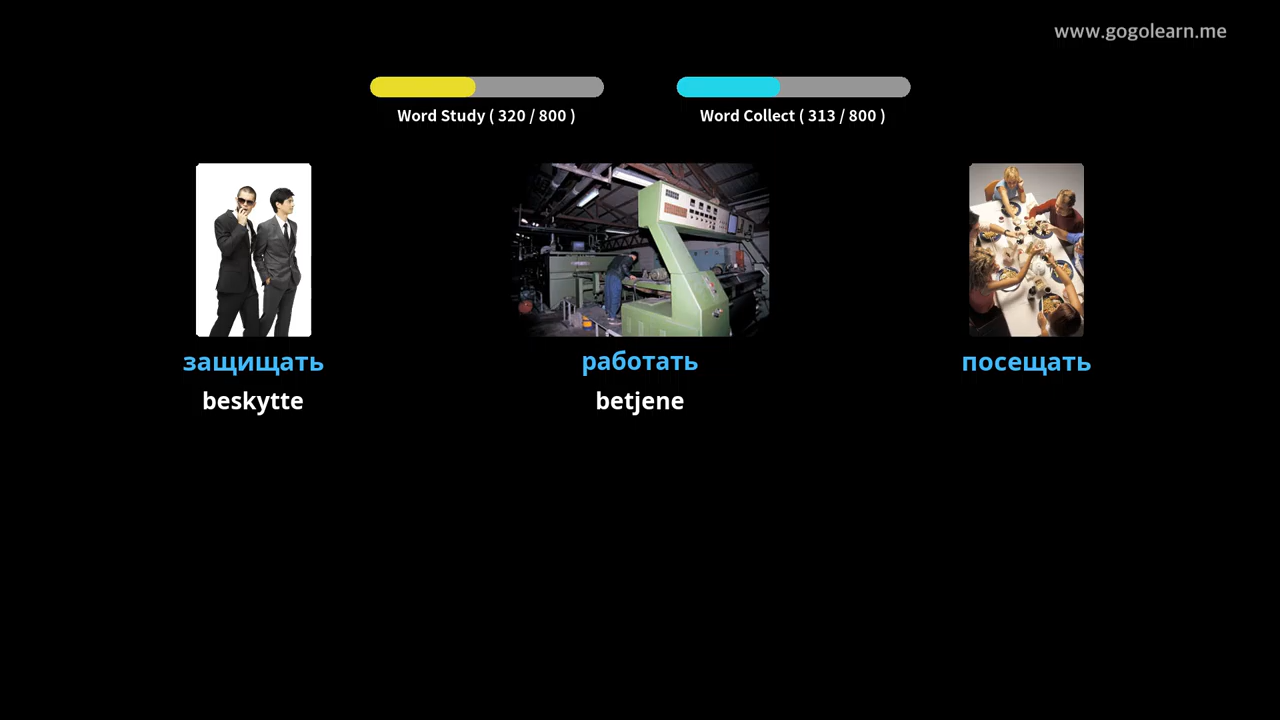 www.gogolearn.me
Word Study ( 320 / 800 )
Word Collect ( 313 / 800 )
защищать
работать
посещать
beskytte
betjene